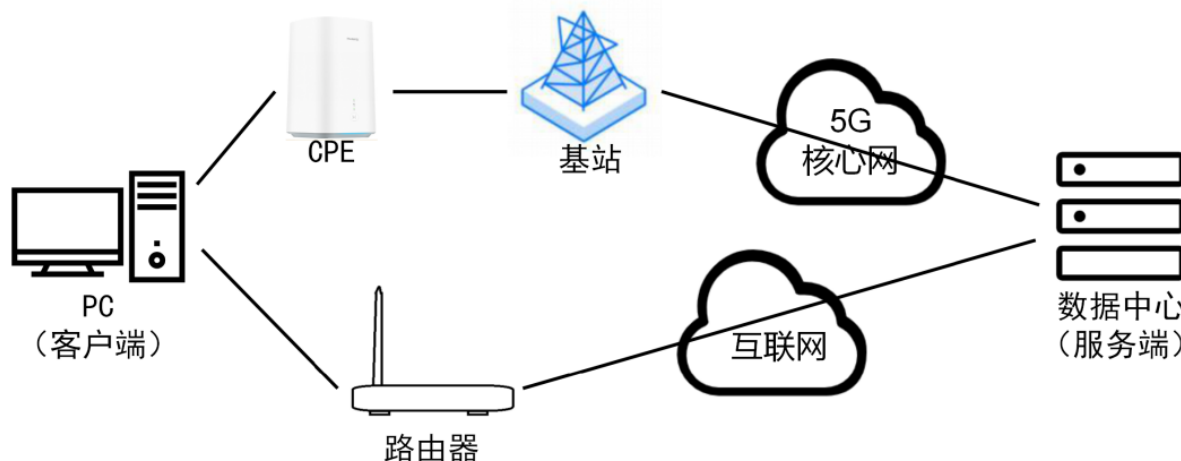 5G
核心网
CPE
基站
PC
（客户端）
数据中心
（服务端）
互联网
路由器